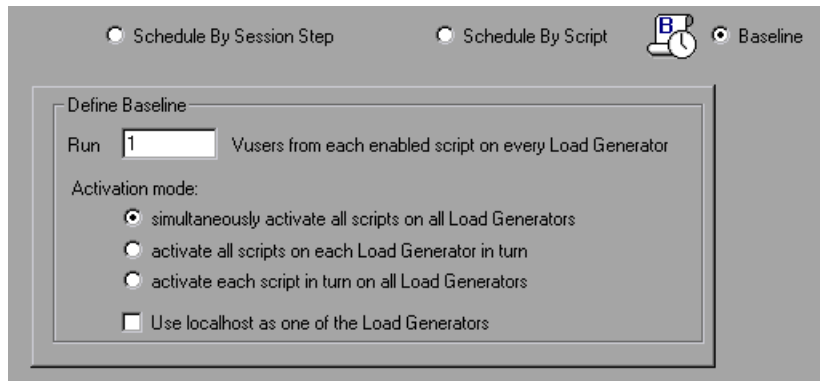 Schedule By Session Step Schedule By Script B Baseline
Define Baseline
Run 1 Vusers from each enabled script on every Load Generator
Activation mode:
simultaneously activate all scripts on all Load Generators
activate all scripts on each Load Generator in turn
activate each script in turn on all Load Generators
Use localhost as one of the Load Generators